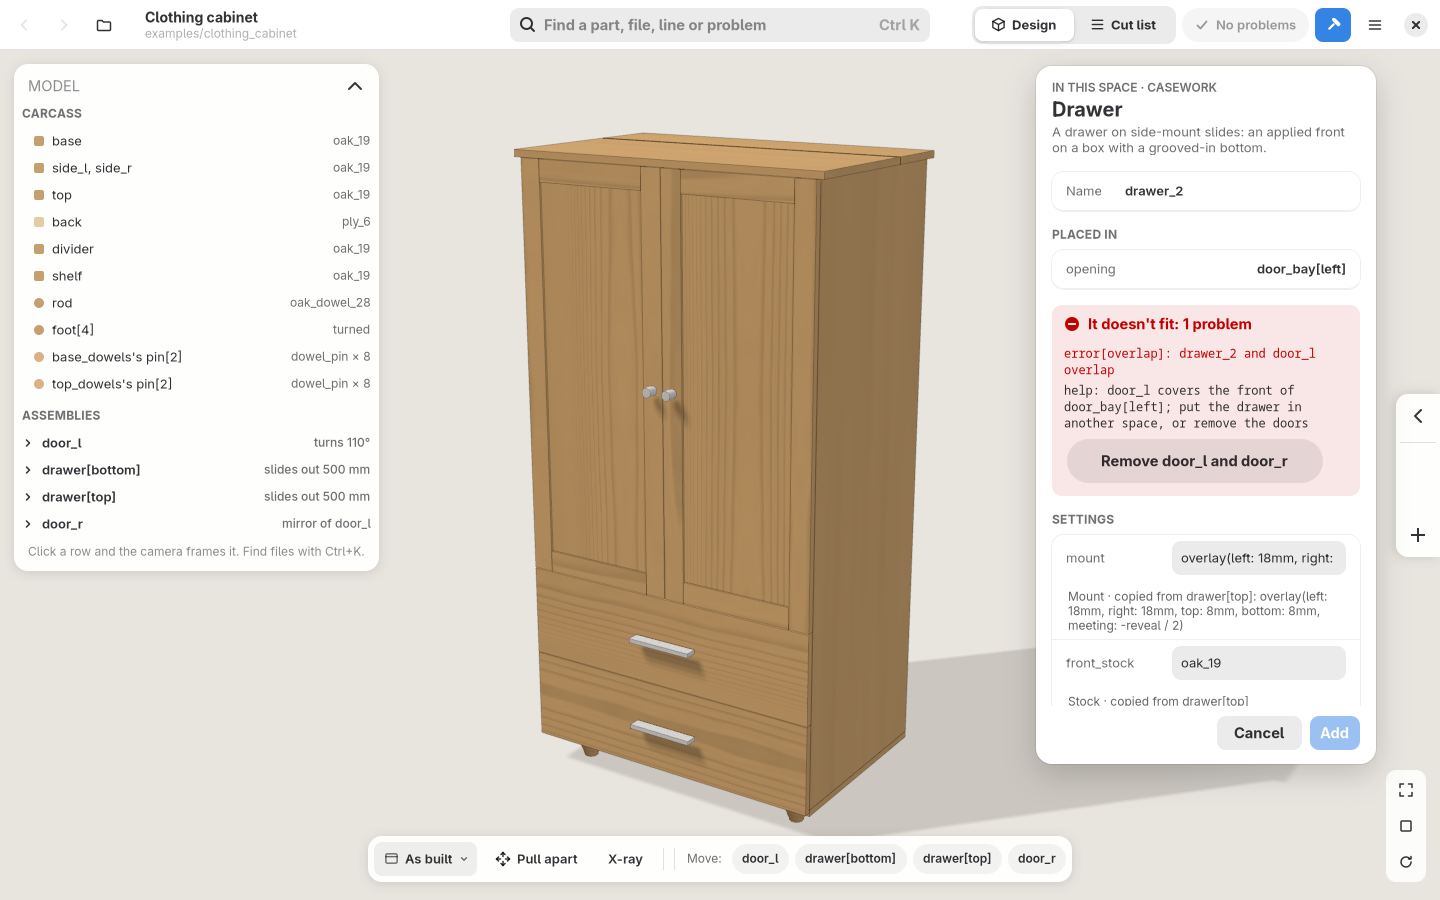 Clothing cabinet
examples/clothing_cabinet
Find a part, file, line or problem
Ctrl K
Design
Cut list
No problems
MODEL
CARCASS
base oak_19
side_l, side_r oak_19
top oak_19
back ply_6
divider oak_19
shelf oak_19
rod oak_dowel_28
foot[4] turned
base_dowels's pin[2] dowel_pin × 8
top_dowels's pin[2] dowel_pin × 8
ASSEMBLIES
door_l turns 110°
drawer[bottom] slides out 500 mm
drawer[top] slides out 500 mm
door_r mirror of door_l
Click a row and the camera frames it. Find files with Ctrl+K.
IN THIS SPACE · CASEWORK
Drawer
A drawer on side-mount slides: an applied front
on a box with a grooved-in bottom.
Name drawer_2
PLACED IN
opening door_bay[left]
It doesn't fit: 1 problem
error[overlap]: drawer_2 and door_l
overlap
help: door_l covers the front of
door_bay[left]; put the drawer in
another space, or remove the doors
Remove door_l and door_r
SETTINGS
mount overlay(left: 18mm, right:
Mount · copied from drawer[top]: overlay(left:
18mm, right: 18mm, top: 8mm, bottom: 8mm,
meeting: -reveal / 2)
front_stock oak_19
Stock · copied from drawer[top]
Cancel Add
As built
Pull apart
X-ray
Move:
door_l
drawer[bottom]
drawer[top]
door_r